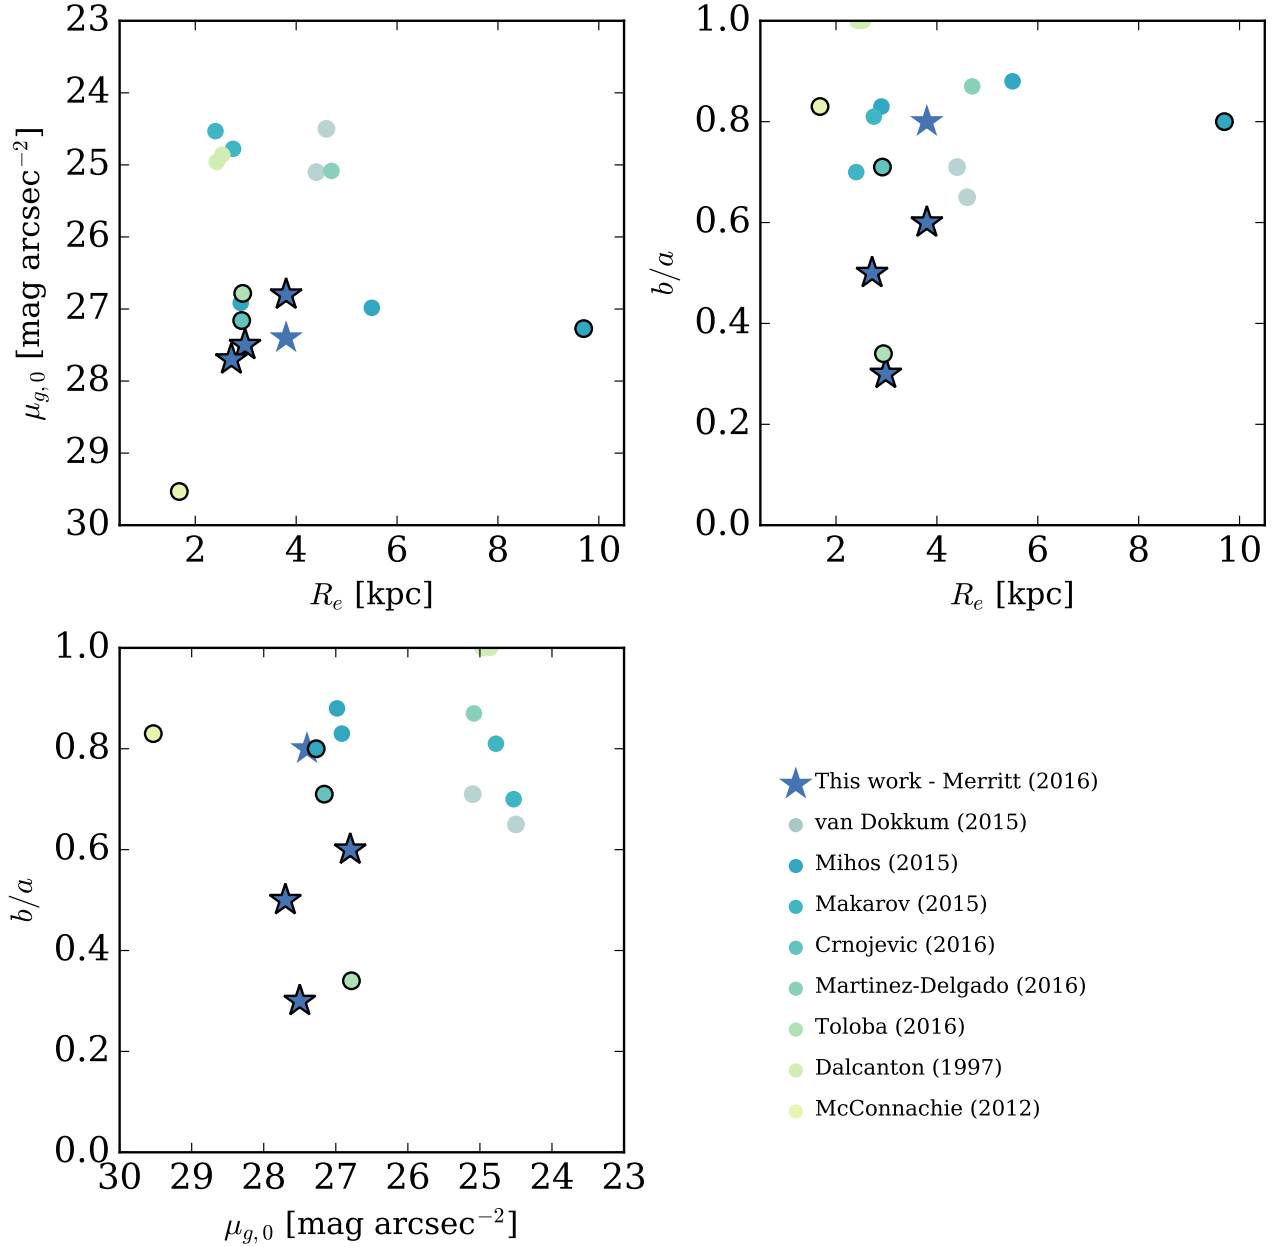 23
24
25
26
27
28
29
30
μg,0 [mag arcsec−2]
2
4
6
8
10
Re [kpc]
1.0
0.8
0.6
0.4
0.2
0.0
b/a
2
4
6
8
10
Re [kpc]
1.0
0.8
0.6
0.4
0.2
0.0
b/a
30
29
28
27
26
25
24
23
μg,0 [mag arcsec−2]
This work - Merritt (2016)
van Dokkum (2015)
Mihos (2015)
Makarov (2015)
Crnojevic (2016)
Martinez-Delgado (2016)
Toloba (2016)
Dalcanton (1997)
McConnachie (2012)